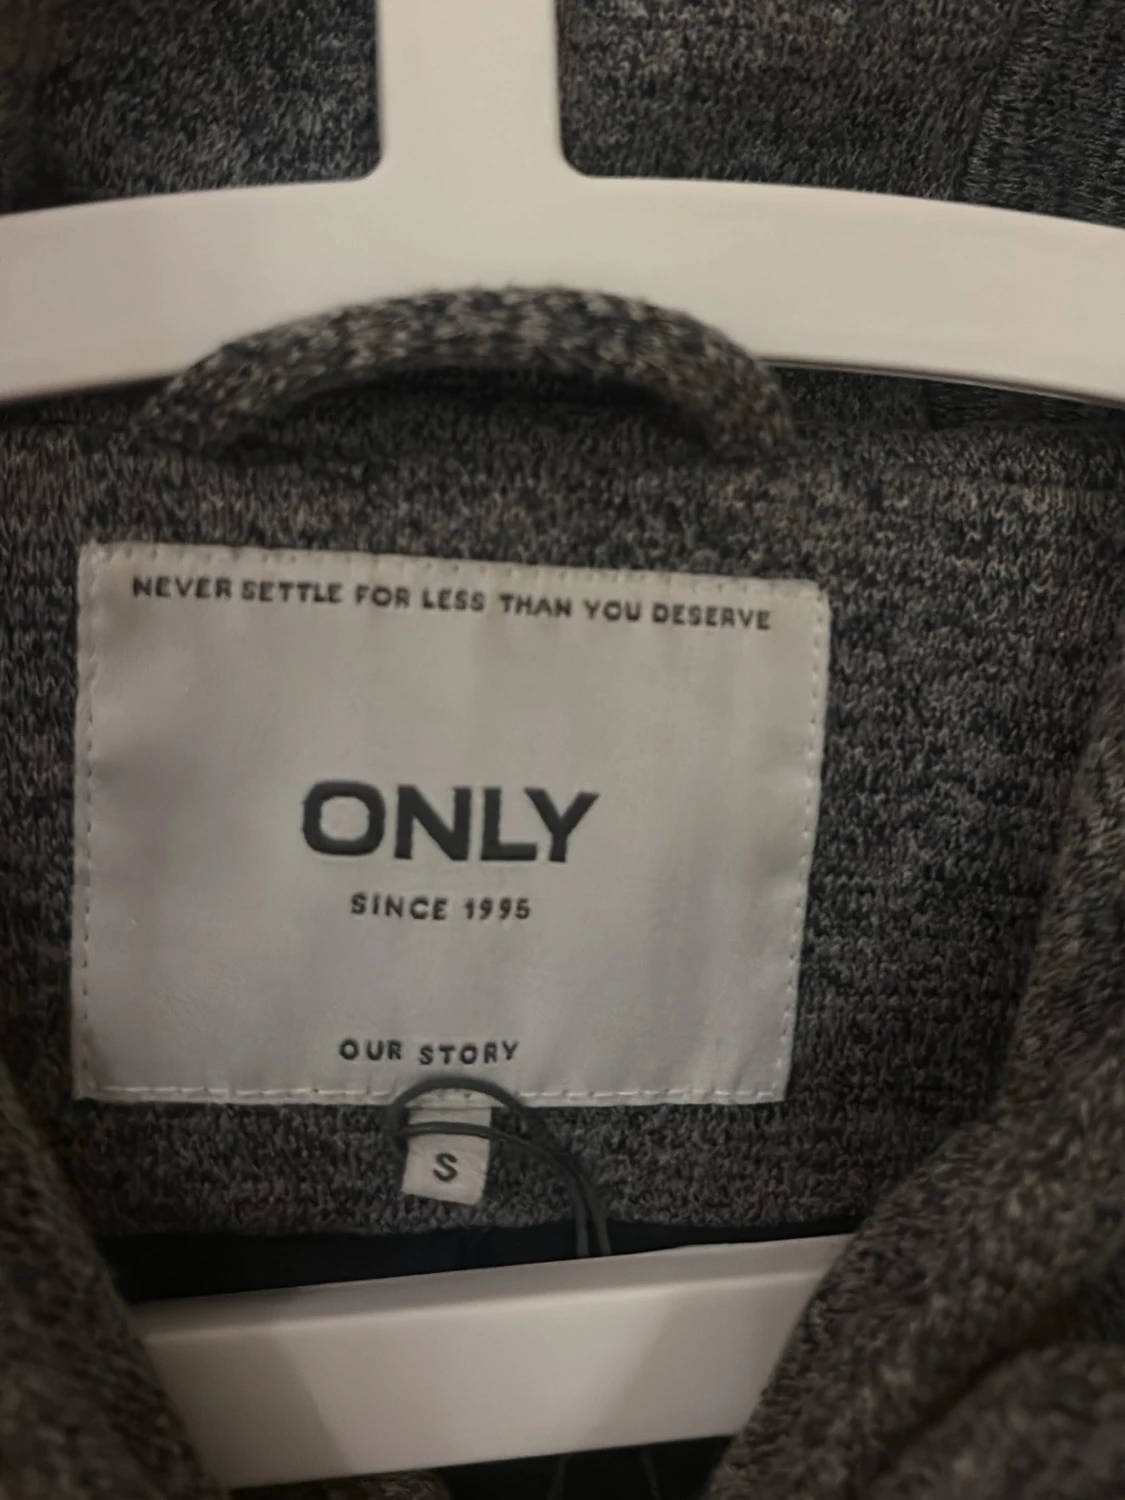 NEVER SETTLE FOR LESS THAN YOU DESERVE
ONLY
SINCE 1995
OUR STORY
S